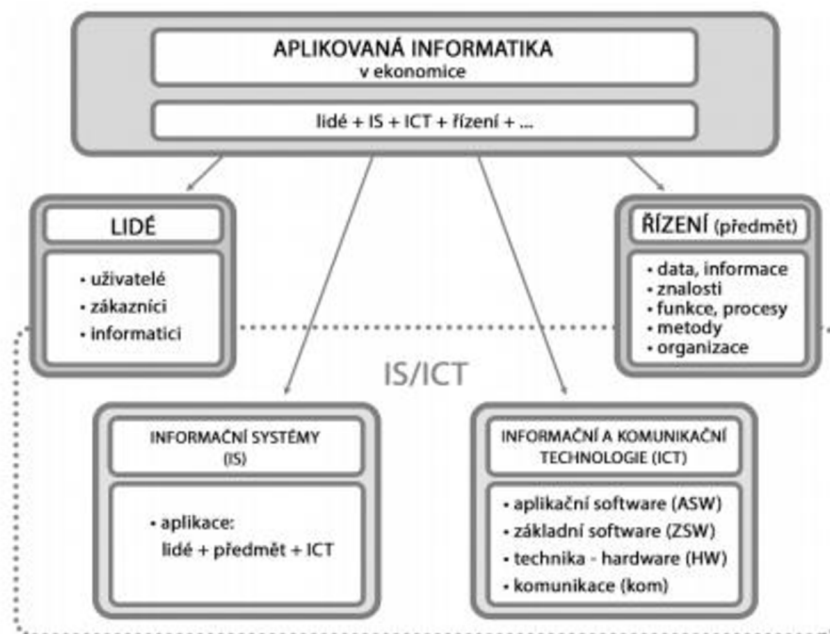 APLIKOVANÁ INFORMATIKA
v ekonomice
lidé + IS + ICT + řízení + ...
LIDÉ
• uživatelé
• zákazníci
• informatici
ŘÍZENÍ (předmět)
• data, informace
• znalosti
• funkce, procesy
• metody
• organizace
IS/ICT
INFORMAČNÍ SYSTÉMY
(IS)
• aplikace:
lidé + předmět + ICT
INFORMAČNÍ A KOMUNIKAČNÍ
TECHNOLOGIE (ICT)
• aplikační software (ASW)
• základní software (ZSW)
• technika - hardware (HW)
• komunikace (kom)